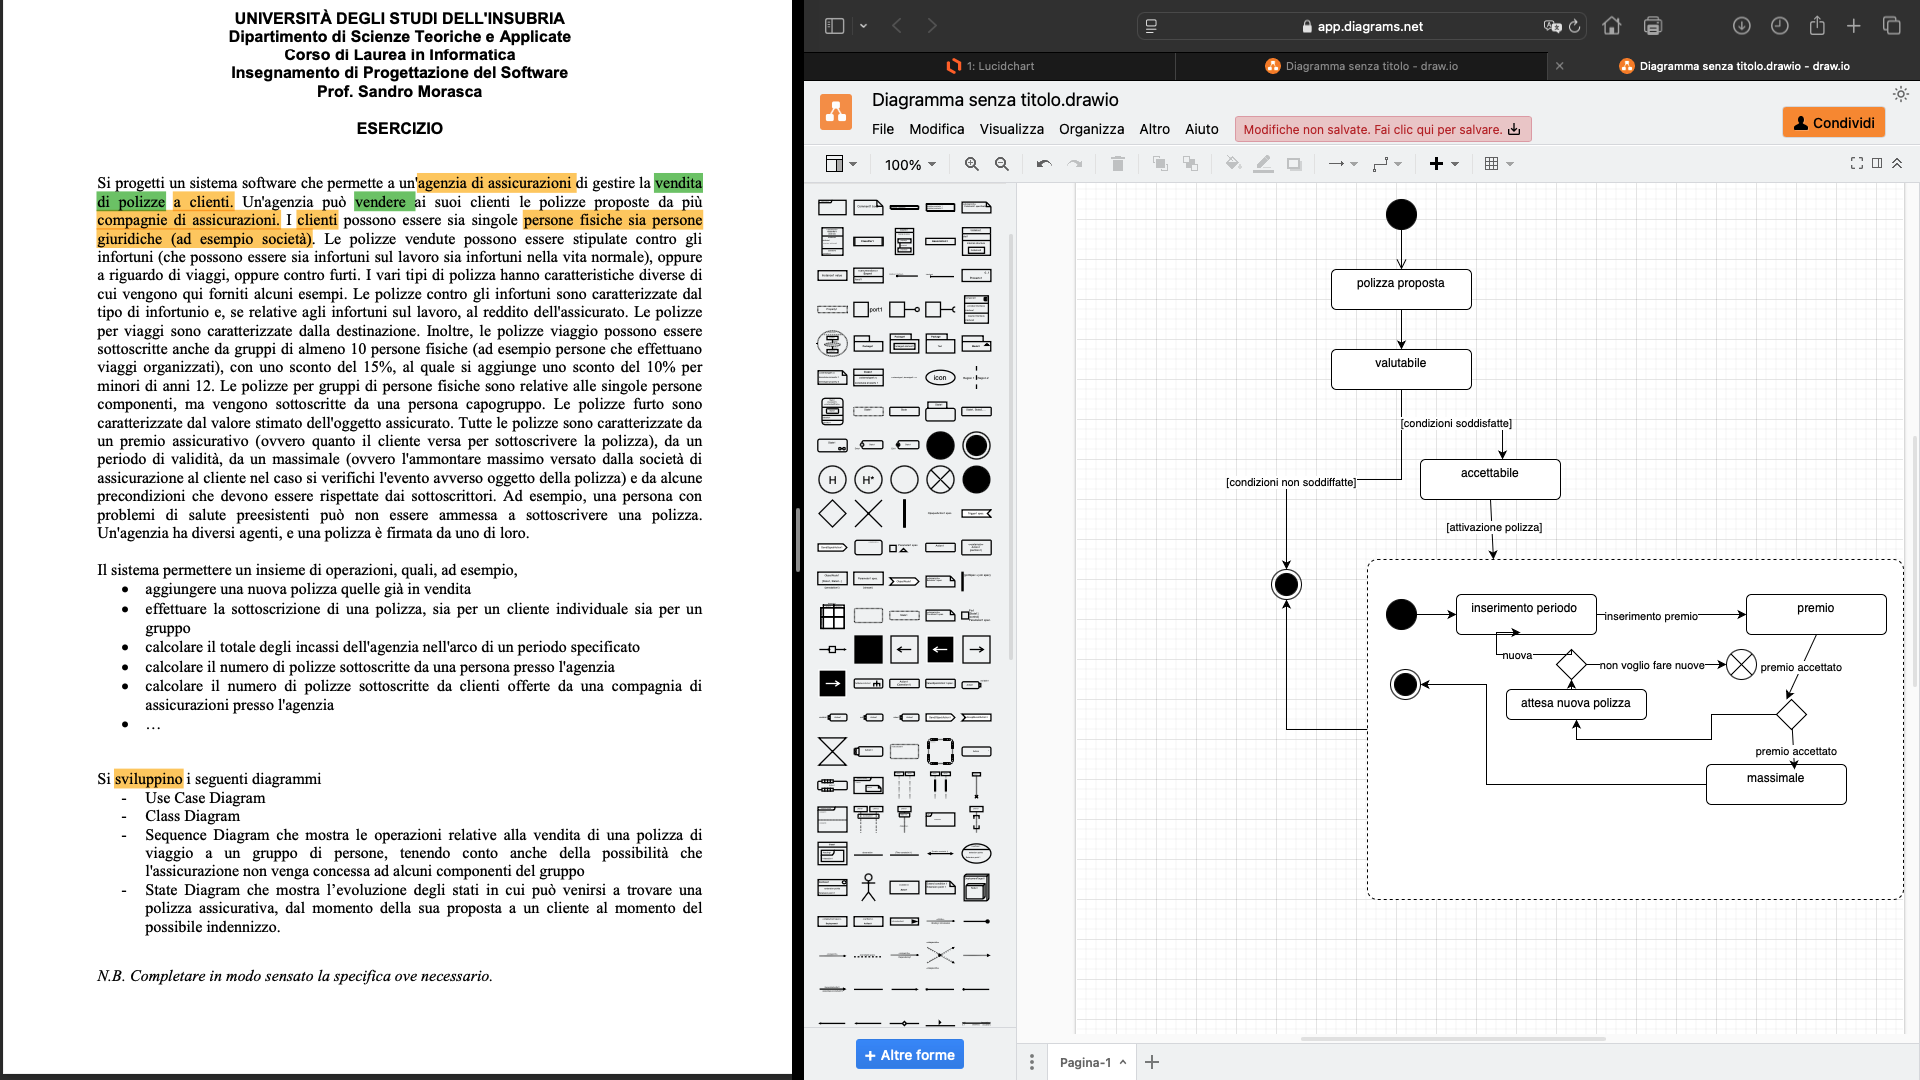 UNIVERSITÀ DEGLI STUDI DELL'INSUBRIA
Dipartimento di Scienze Teoriche e Applicate
Corso di Laurea in Informatica
Insegnamento di Progettazione del Software
Prof. Sandro Morasca
ESERCIZIO
Si progetti un sistema software che permette a un'agenzia di assicurazioni di gestire la vendita
di polizze a clienti. Un'agenzia può vendere ai suoi clienti le polizze proposte da più
compagnie di assicurazioni. I clienti possono essere sia singole persone fisiche sia persone
giuridiche (ad esempio società). Le polizze vendute possono essere stipulate contro gli
infortuni (che possono essere sia infortuni sul lavoro sia infortuni nella vita normale), oppure
a riguardo di viaggi, oppure contro furti. I vari tipi di polizza hanno caratteristiche diverse di
cui vengono qui forniti alcuni esempi. Le polizze contro gli infortuni sono caratterizzate dal
tipo di infortunio e, se relative agli infortuni sul lavoro, al reddito dell'assicurato. Le polizze
per viaggi sono caratterizzate dalla destinazione. Inoltre, le polizze viaggio possono essere
sottoscritte anche da gruppi di almeno 10 persone fisiche (ad esempio persone che effettuano
viaggi organizzati), con uno sconto del 15%, al quale si aggiunge uno sconto del 10% per
minori di anni 12. Le polizze per gruppi di persone fisiche sono relative alle singole persone
componenti, ma vengono sottoscritte da una persona capogruppo. Le polizze furto sono
caratterizzate dal valore stimato dell'oggetto assicurato. Tutte le polizze sono caratterizzate da
un premio assicurativo (ovvero quanto il cliente versa per sottoscrivere la polizza), da un
periodo di validità, da un massimale (ovvero l'ammontare massimo versato dalla società di
assicurazione al cliente nel caso si verifichi l'evento avverso oggetto della polizza) e da alcune
precondizioni che devono essere rispettate dai sottoscrittori. Ad esempio, una persona con
problemi di salute preesistenti può non essere ammessa a sottoscrivere una polizza.
Un'agenzia ha diversi agenti, e una polizza è firmata da uno di loro.
Il sistema permettere un insieme di operazioni, quali, ad esempio,
• aggiungere una nuova polizza quelle già in vendita
• effettuare la sottoscrizione di una polizza, sia per un cliente individuale sia per un
gruppo
• calcolare il totale degli incassi dell'agenzia nell'arco di un periodo specificato
• calcolare il numero di polizze sottoscritte da una persona presso l'agenzia
• calcolare il numero di polizze sottoscritte da clienti offerte da una compagnia di
assicurazioni presso l'agenzia
• …
Si sviluppino i seguenti diagrammi
- Use Case Diagram
- Class Diagram
- Sequence Diagram che mostra le operazioni relative alla vendita di una polizza di
viaggio a un gruppo di persone, tenendo conto anche della possibilità che
l'assicurazione non venga concessa ad alcuni componenti del gruppo
- State Diagram che mostra l'evoluzione degli stati in cui può venirsi a trovare una
polizza assicurativa, dal momento della sua proposta a un cliente al momento del
possibile indennizzo.
N.B. Completare in modo sensato la specifica ove necessario.
app.diagrams.net
1: Lucidchart
Diagramma senza titolo - draw.io
Diagramma senza titolo.drawio - draw.io
Diagramma senza titolo.drawio
File Modifica Visualizza Organizza Altro Aiuto
Modifiche non salvate. Fai clic qui per salvare.
Condividi
100%
port1
icon
H
H*
+ Altre forme
polizza proposta
valutabile
[condizioni soddisfatte]
accettabile
[condizioni non soddiffatte]
[attivazione polizza]
inserimento periodo
inserimento premio
premio
nuova
non voglio fare nuove
premio accettato
attesa nuova polizza
premio accettato
massimale
Pagina-1